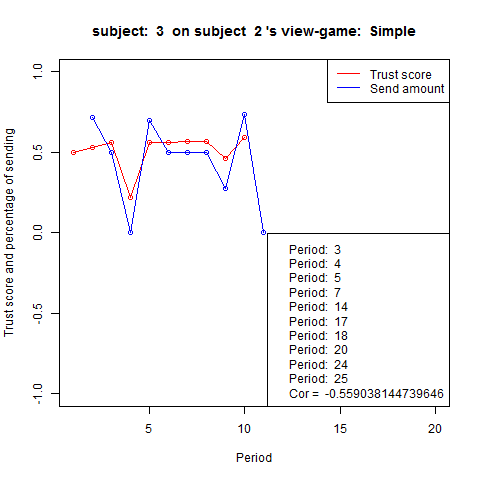 subject: 3 on subject 2 's view-game: Simple
Trust score
Send amount
Trust score and percentage of sending
1.0
0.5
0.0
-0.5
-1.0
Period: 3
Period: 4
Period: 5
Period: 7
Period: 14
Period: 17
Period: 18
Period: 20
Period: 24
Period: 25
Cor = -0.559038144739646
5 10 15 20
Period